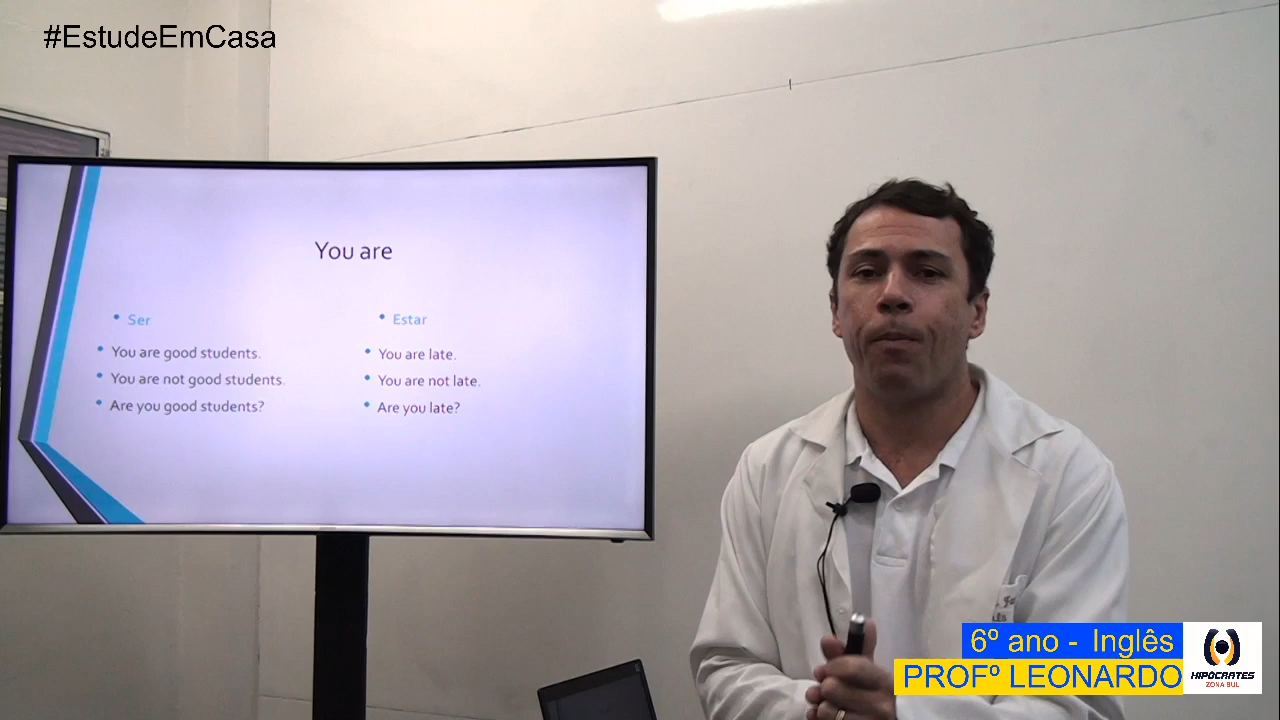 #EstudeEmCasa
You are
Ser
You are good students.
You are not good students.
Are you good students?
Estar
You are late.
You are not late.
Are you late?
6º ano - Inglês
PROFº LEONARDO
HIPÓCRATES
ZONA SUL